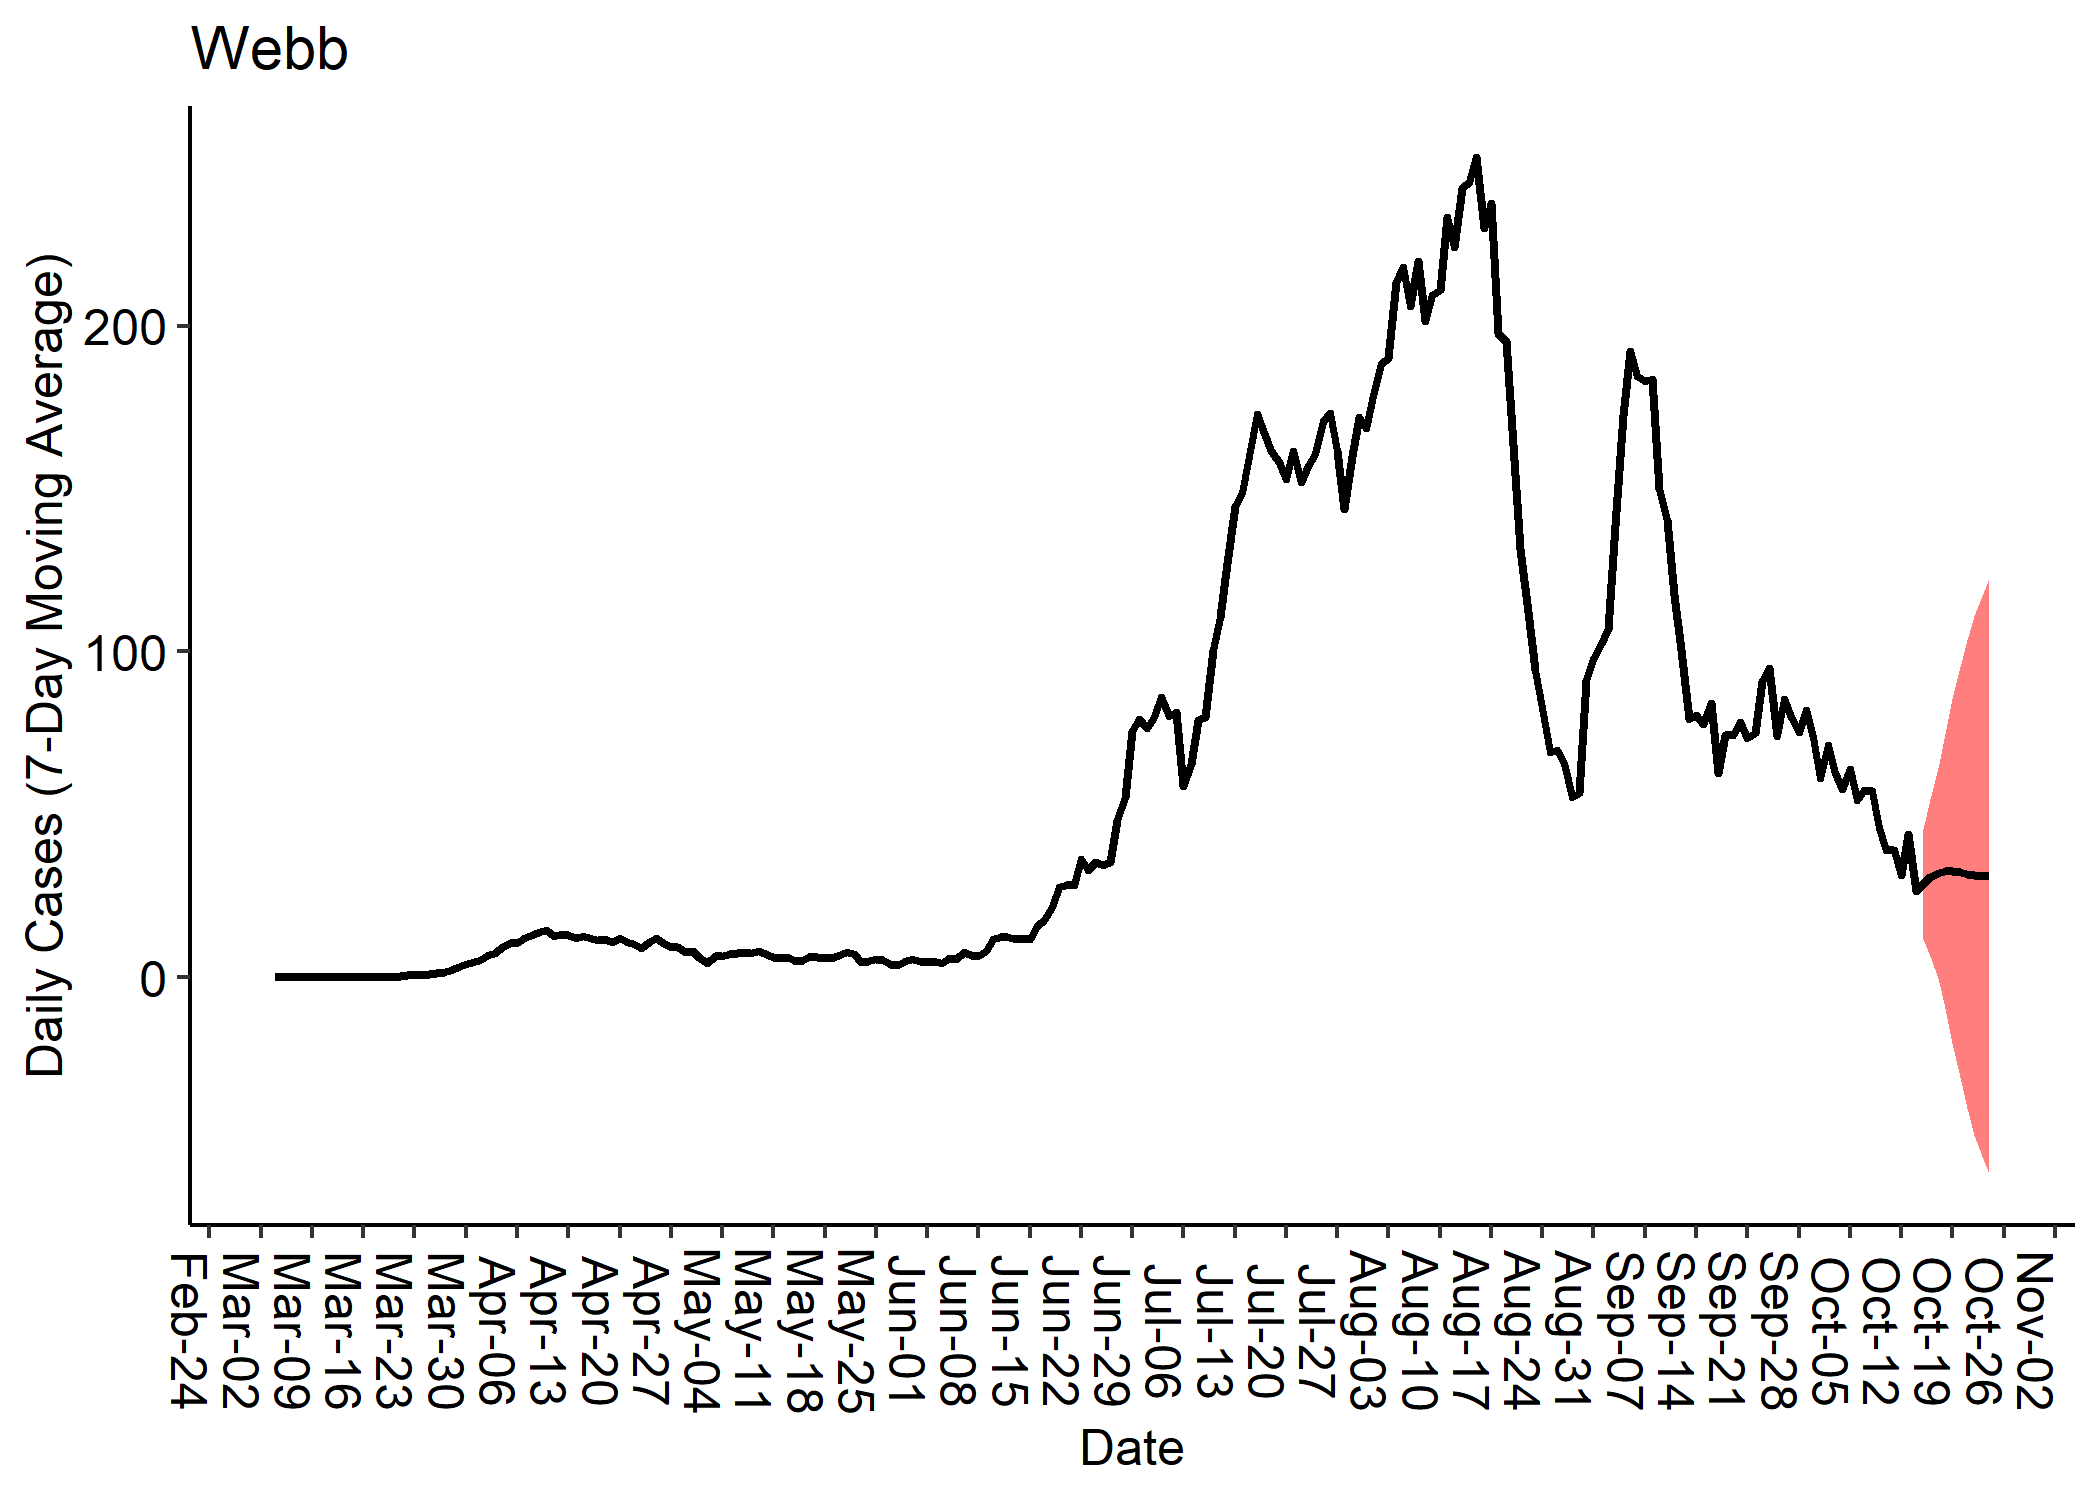 Webb
Daily Cases (7-Day Moving Average)
200
100
0
Feb-24
Mar-02
Mar-09
Mar-16
Mar-23
Mar-30
Apr-06
Apr-13
Apr-20
Apr-27
May-04
May-11
May-18
May-25
Jun-01
Jun-08
Jun-15
Jun-22
Jun-29
Jul-06
Jul-13
Jul-20
Jul-27
Aug-03
Aug-10
Aug-17
Aug-24
Aug-31
Sep-07
Sep-14
Sep-21
Sep-28
Oct-05
Oct-12
Oct-19
Oct-26
Nov-02
Date